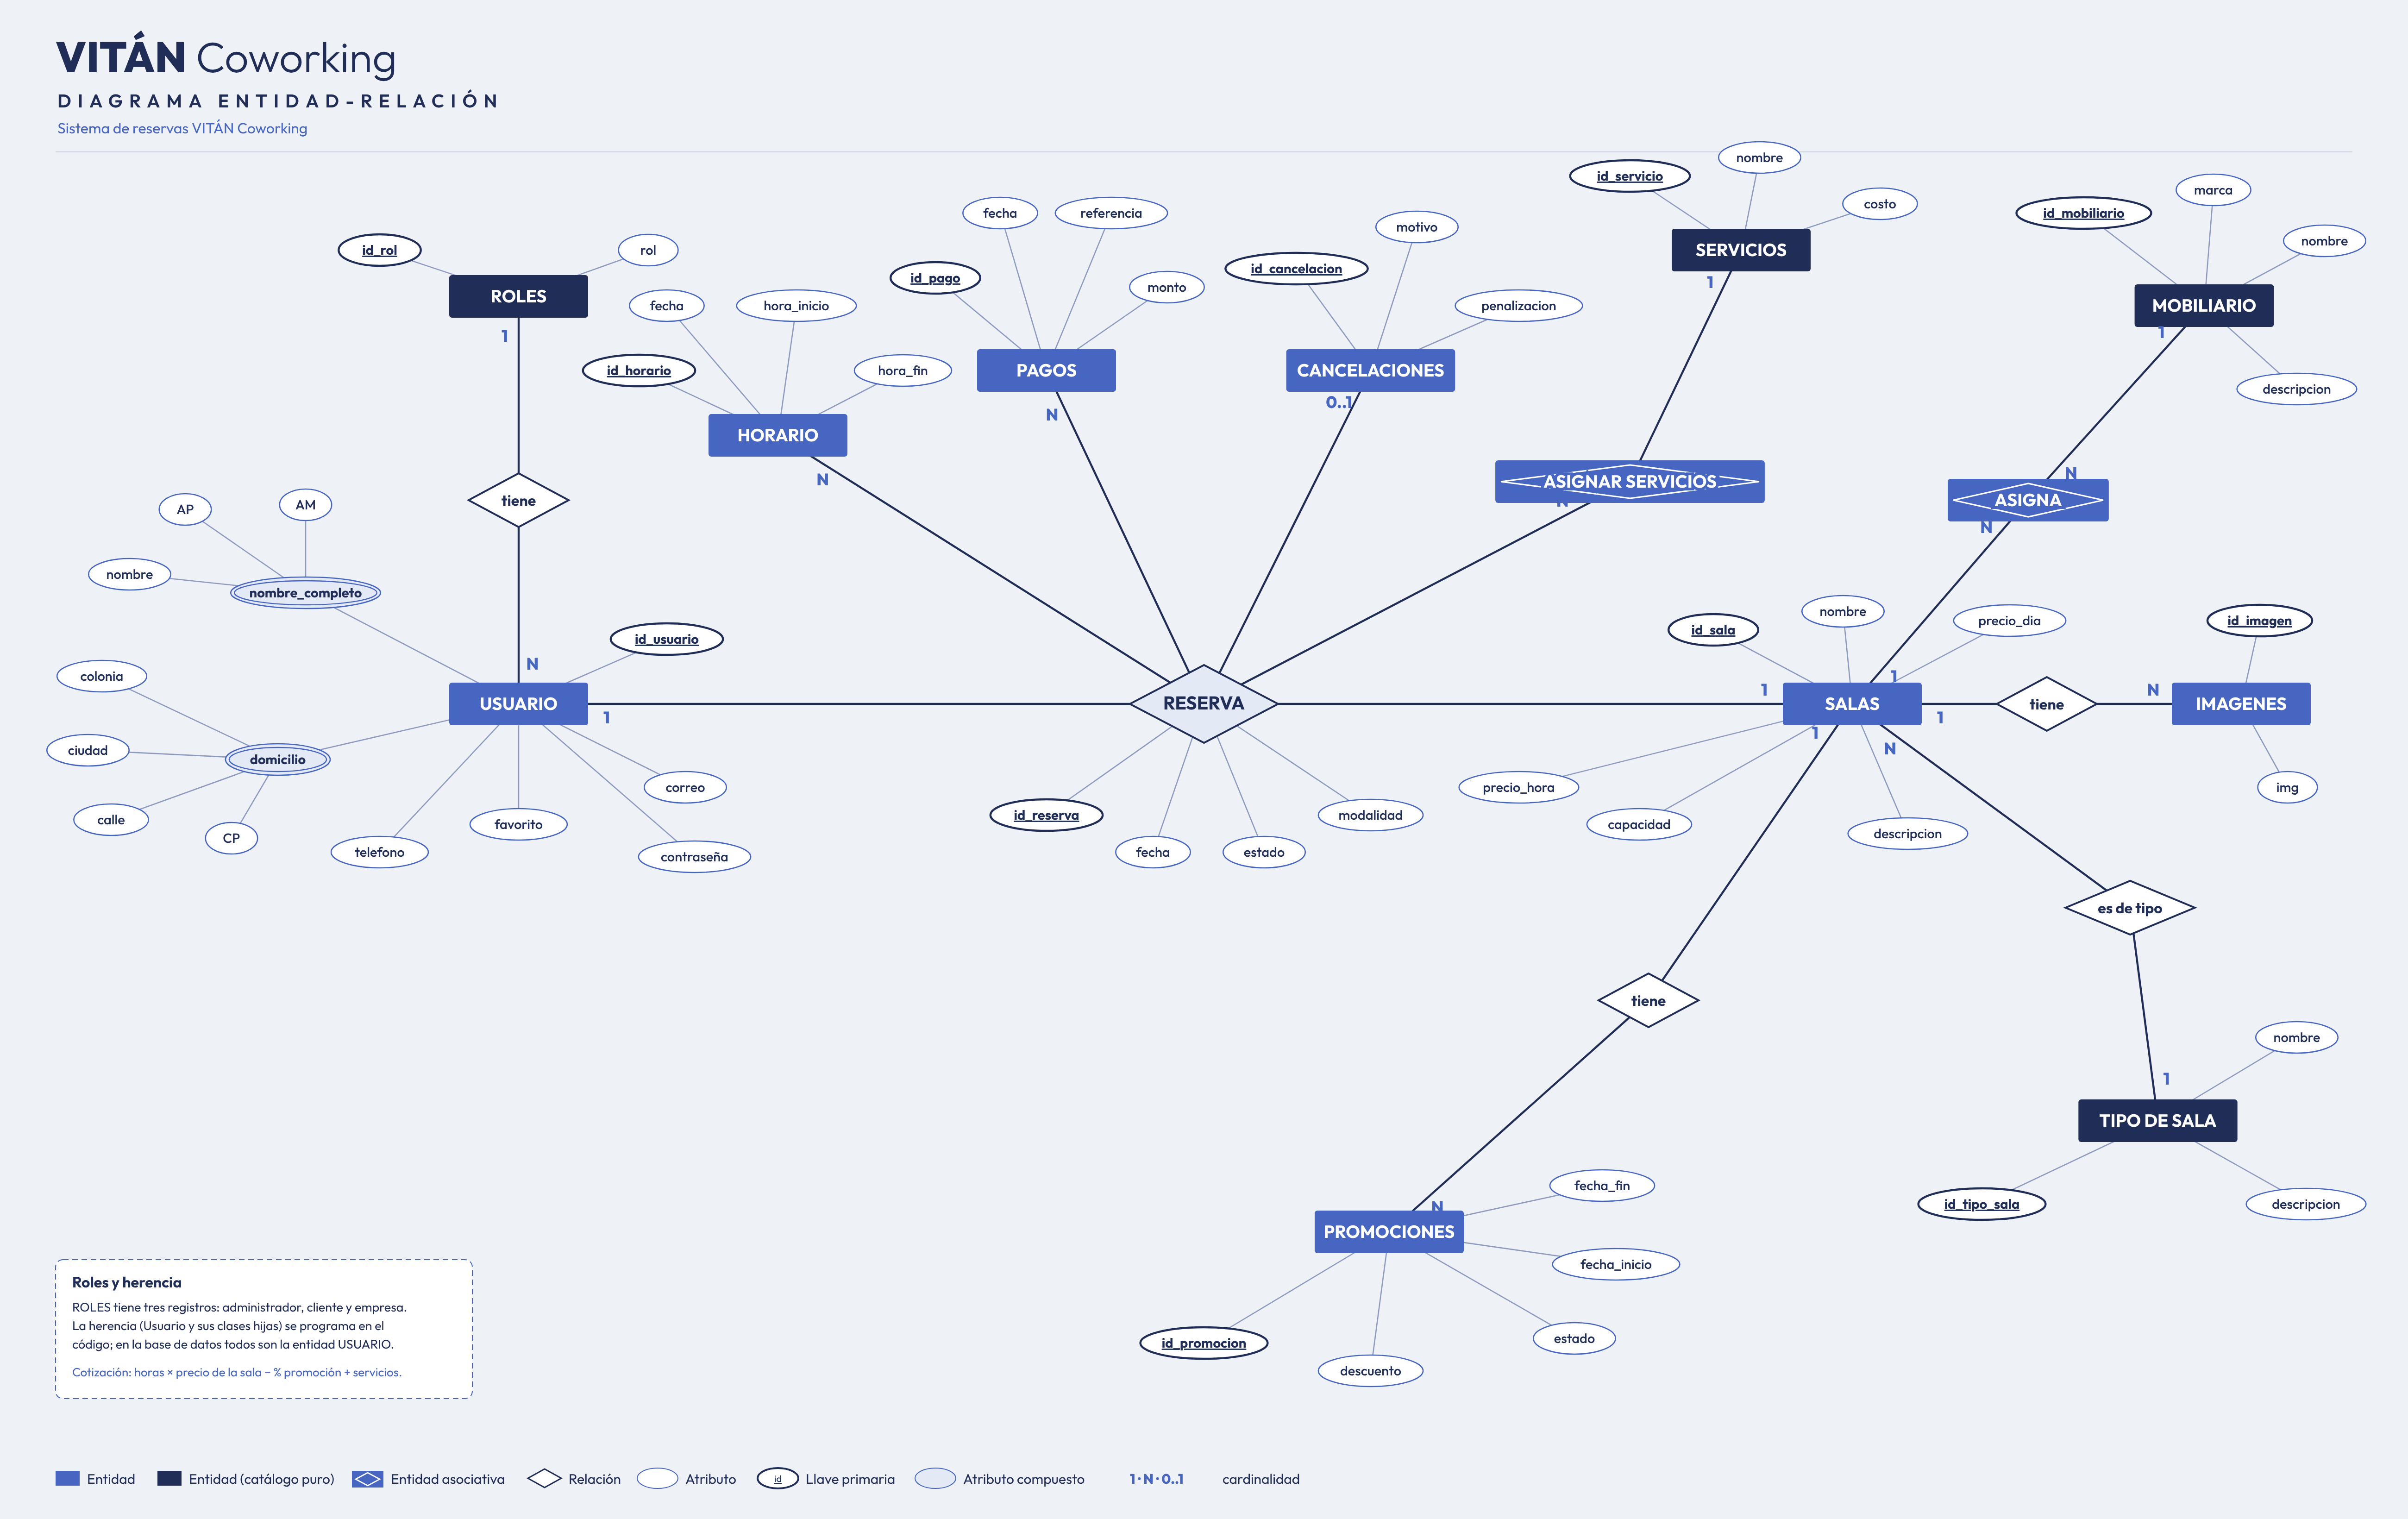 VITÁN Coworking
DIAGRAMA ENTIDAD-RELACIÓN
Sistema de reservas VITÁN Coworking
id_servicio
nombre
costo
SERVICIOS
1
id_mobiliario
marca
nombre
MOBILIARIO
1
descripcion
id_rol
rol
ROLES
1
fecha
hora_inicio
id_horario
hora_fin
HORARIO
N
fecha
referencia
id_pago
monto
PAGOS
N
motivo
id_cancelacion
penalizacion
CANCELACIONES
0..1
ASIGNAR SERVICIOS
N
N
ASIGNA
N
tiene
AP
AM
nombre
nombre_completo
N
id_usuario
colonia
USUARIO
1
ciudad
domicilio
calle
CP
telefono
favorito
correo
contraseña
RESERVA
id_reserva
fecha
estado
modalidad
id_sala
nombre
precio_dia
1
1
SALAS
1
1
N
tiene
N
id_imagen
IMAGENES
img
precio_hora
capacidad
descripcion
es de tipo
tiene
1
nombre
TIPO DE SALA
id_tipo_sala
descripcion
N
PROMOCIONES
fecha_fin
fecha_inicio
estado
id_promocion
descuento
Roles y herencia
ROLES tiene tres registros: administrador, cliente y empresa.
La herencia (Usuario y sus clases hijas) se programa en el
código; en la base de datos todos son la entidad USUARIO.
Cotización: horas × precio de la sala − % promoción + servicios.
Entidad
Entidad (catálogo puro)
Entidad asociativa
Relación
Atributo
id
Llave primaria
Atributo compuesto
1·N·0..1
cardinalidad